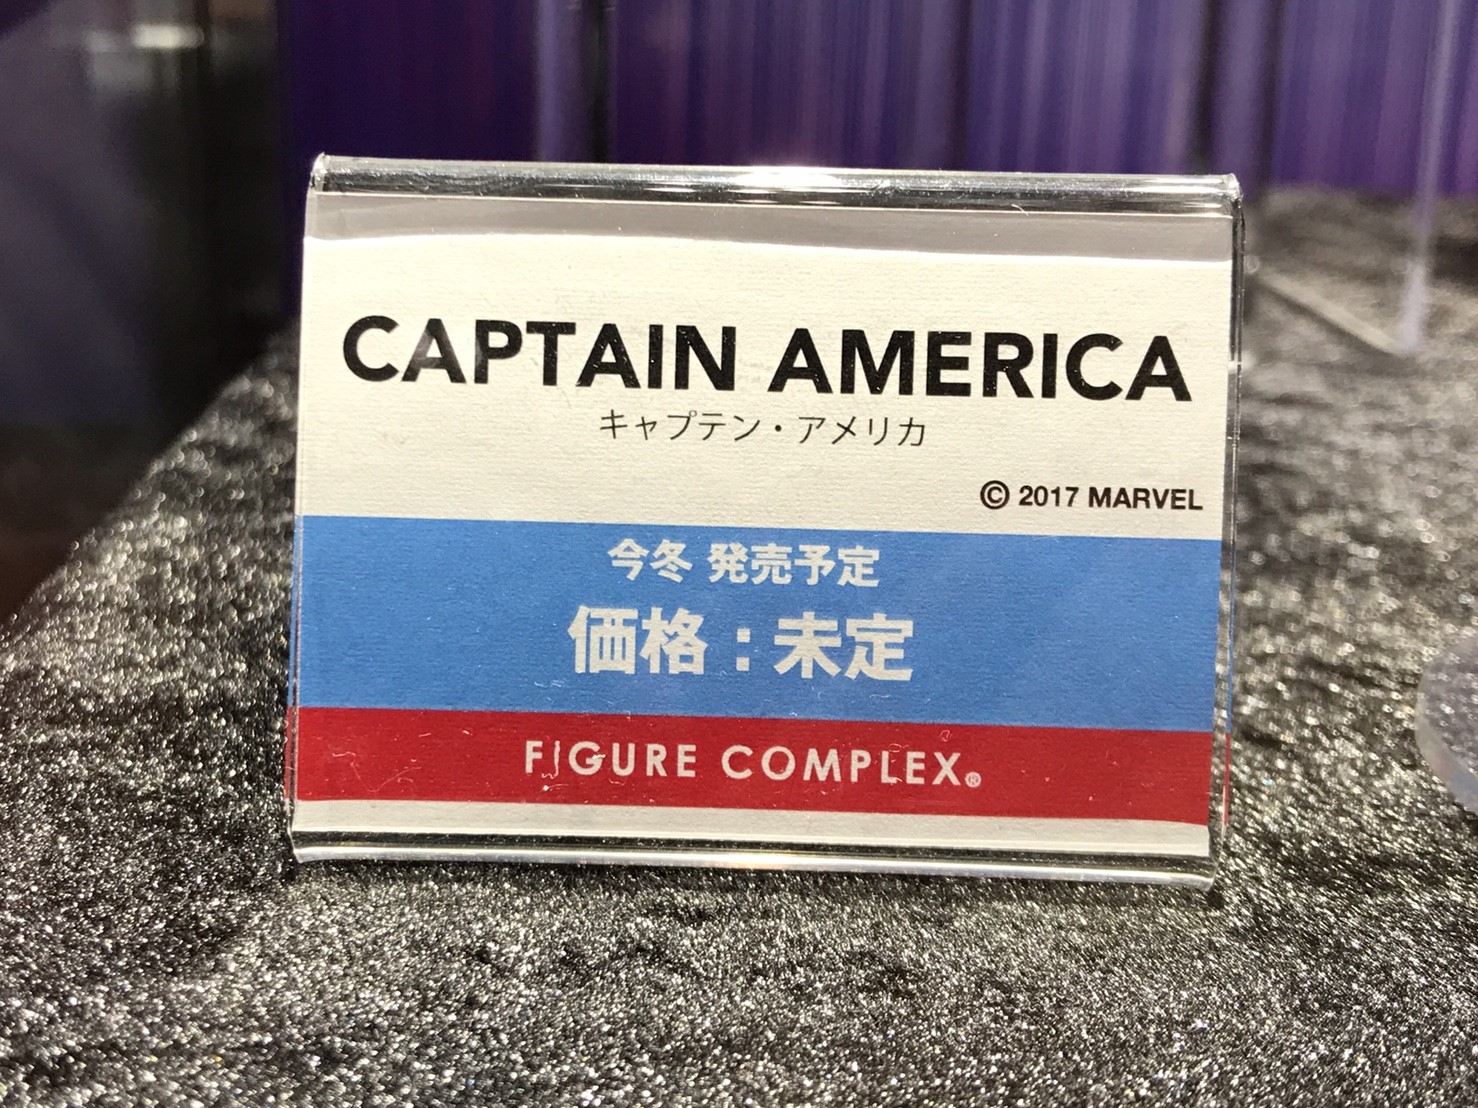 CAPTAIN AMERICA
キャプテン・アメリカ
© 2017 MARVEL
今冬 発売予定
価格：未定
FIGURE COMPLEX®